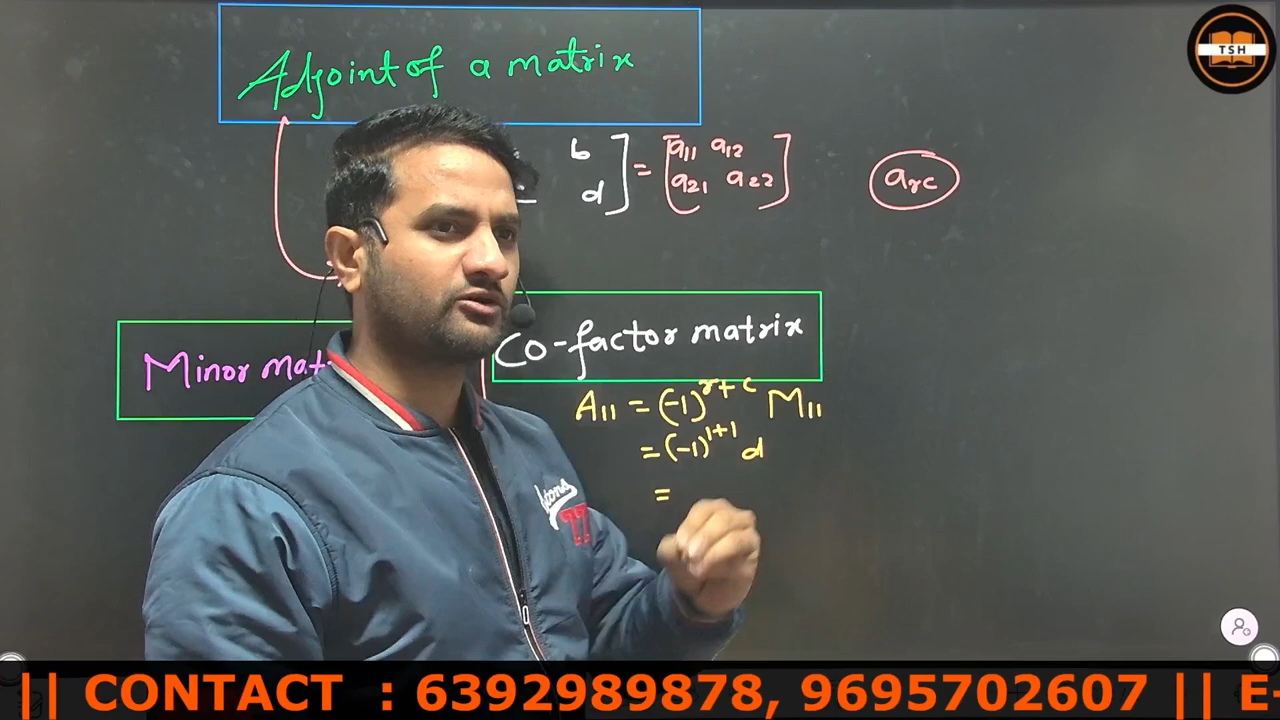 Adjoint of a matrix
TSH
b
d ] = [ a11 a12
a21 a22 ]
arc
Co-factor matrix
Minor
A11 = (-1)^r+c M11
= (-1)^1+1 d
=
|| CONTACT : 6392989878, 9695702607 || E-